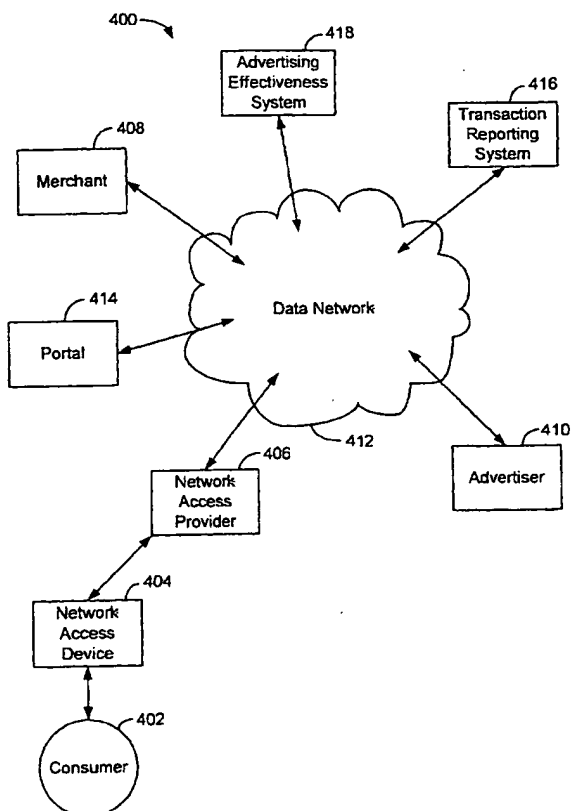 400
418
Advertising
Effectiveness
System
416
Transaction
Reporting
System
408
Merchant
414
Portal
Data Network
412
410
Advertiser
406
Network
Access
Provider
404
Network
Access
Device
402
Consumer